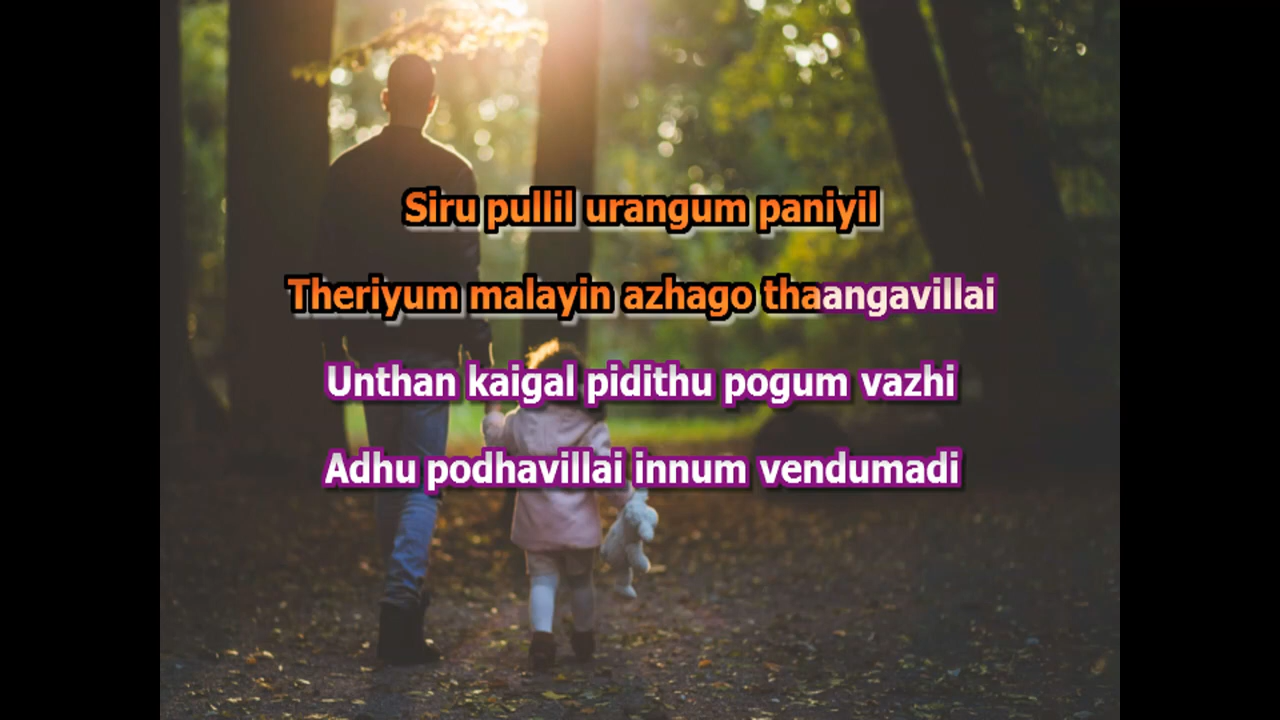 Siru pullil urangum paniyil
Theriyum malayin azhago thaangavillai
Unthan kaigal pidithu pogum vazhi
Adhu podhavillai innum vendumadi